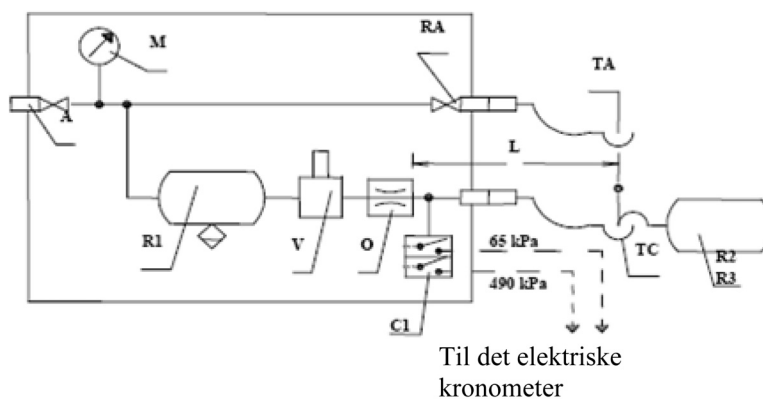 M
RA
TA
A
L
R1
V
O
65 kPa
TC
R2
R3
490 kPa
C1
Til det elektriske
kronometer